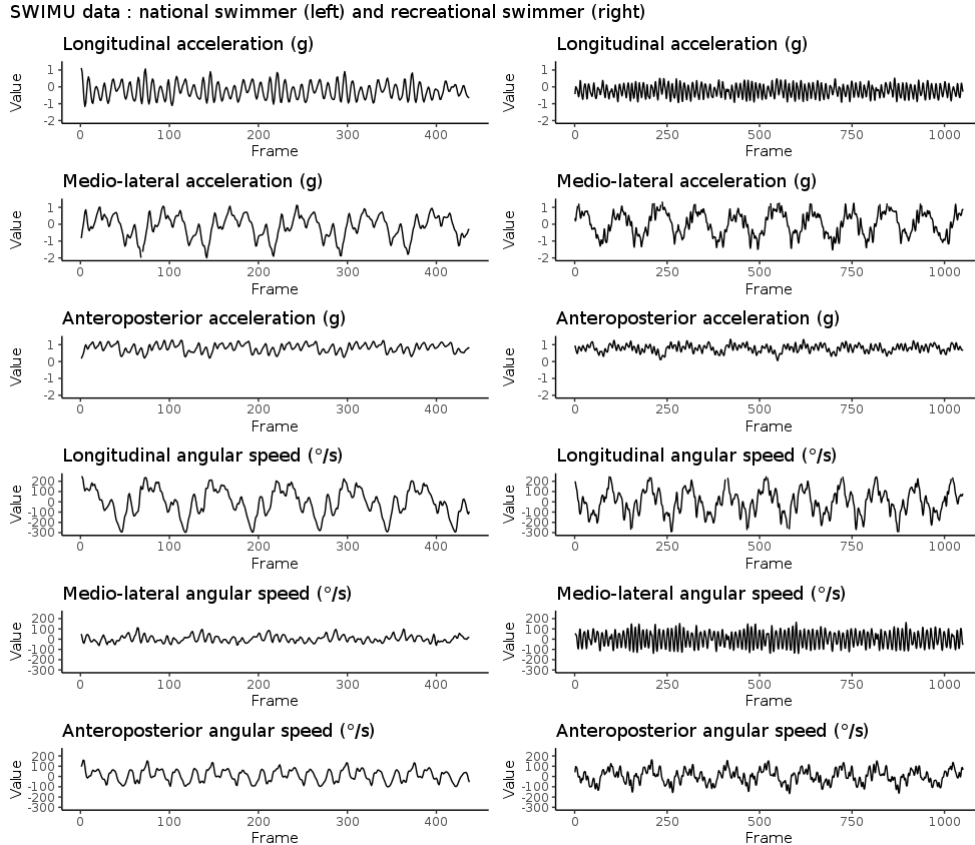 SWIMU data : national swimmer (left) and recreational swimmer (right)
Longitudinal acceleration (g)
Value
1
0
-1
-2
0 100 200 300 400
Frame
Longitudinal acceleration (g)
Value
1
0
-1
-2
0 250 500 750 1000
Frame
Medio-lateral acceleration (g)
Value
1
0
-1
-2
0 100 200 300 400
Frame
Medio-lateral acceleration (g)
Value
1
0
-1
-2
0 250 500 750 1000
Frame
Anteroposterior acceleration (g)
Value
1
0
-1
-2
0 100 200 300 400
Frame
Anteroposterior acceleration (g)
Value
1
0
-1
-2
0 250 500 750 1000
Frame
Longitudinal angular speed (°/s)
Value
200
100
0
-100
-200
-300
0 100 200 300 400
Frame
Longitudinal angular speed (°/s)
Value
200
100
0
-100
-200
-300
0 250 500 750 1000
Frame
Medio-lateral angular speed (°/s)
Value
200
100
0
-100
-200
-300
0 100 200 300 400
Frame
Medio-lateral angular speed (°/s)
Value
200
100
0
-100
-200
-300
0 250 500 750 1000
Frame
Anteroposterior angular speed (°/s)
Value
200
100
0
-100
-200
-300
0 100 200 300 400
Frame
Anteroposterior angular speed (°/s)
Value
200
100
0
-100
-200
-300
0 250 500 750 1000
Frame